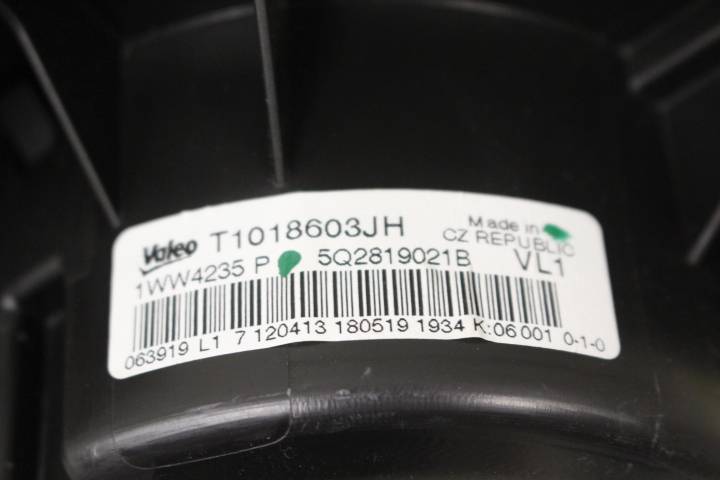 Valeo T1018603JH Made in
CZ REPUBLIC
1WW4235 P 5Q2819021B VL1
063919 L1 7 120413 180519 1934 K:06 001 0-1-0